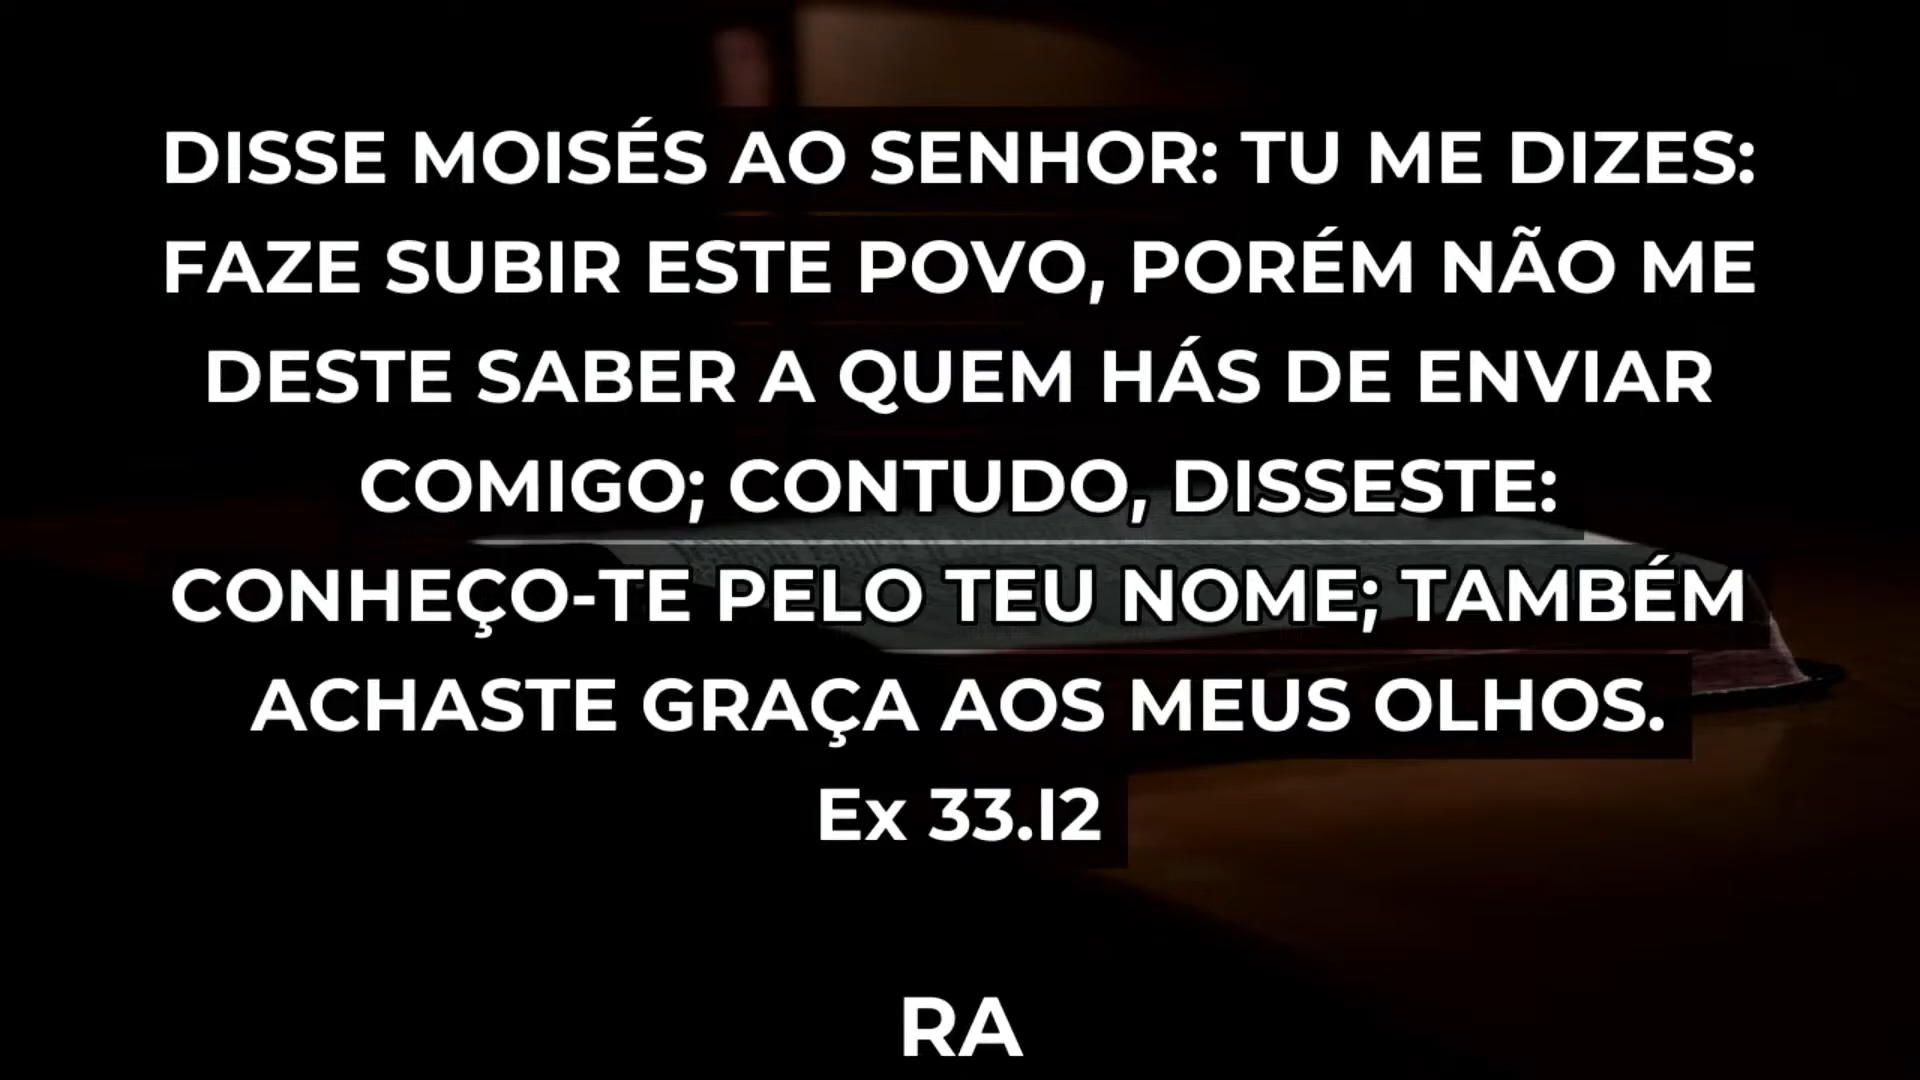 DISSE MOISÉS AO SENHOR: TU ME DIZES:
FAZE SUBIR ESTE POVO, PORÉM NÃO ME
DESTE SABER A QUEM HÁS DE ENVIAR
COMIGO; CONTUDO, DISSESTE:
CONHEÇO-TE PELO TEU NOME; TAMBÉM
ACHASTE GRAÇA AOS MEUS OLHOS.
Ex 33.I2
RA